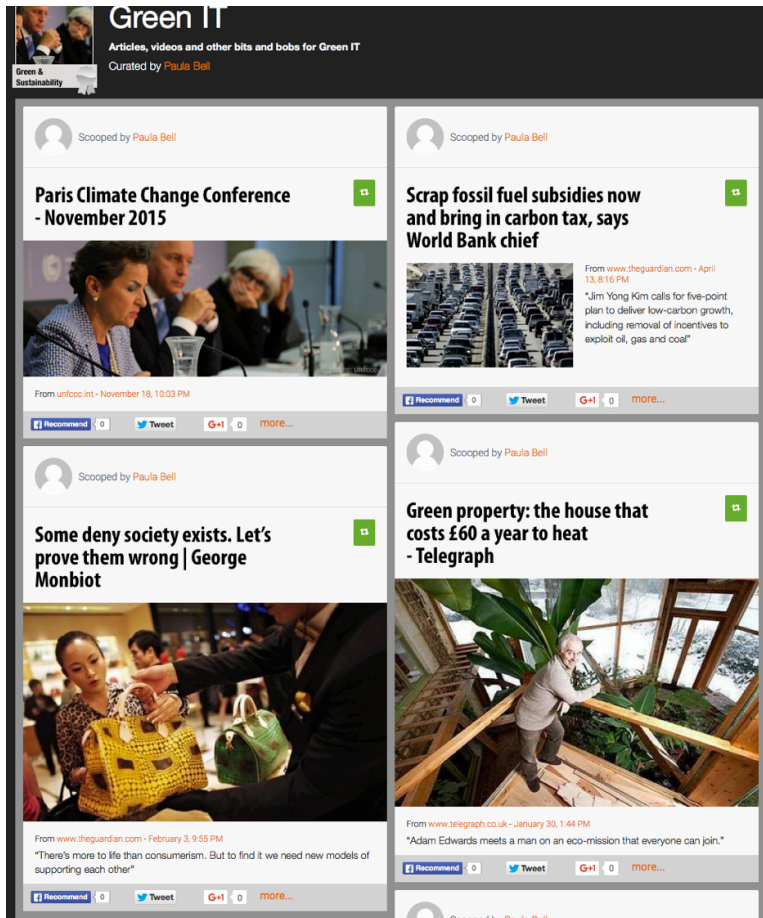 Green IT
Articles, videos and other bits and bobs for Green IT
Curated by Paula Bell
Green &
Sustainability
Scooped by Paula Bell
Paris Climate Change Conference
- November 2015
From unfccc.int - November 18, 10:03 PM
Recommend 0 Tweet G+1 0 more...
Scooped by Paula Bell
Some deny society exists. Let's
prove them wrong | George
Monbiot
From www.theguardian.com - February 3, 9:55 PM
"There's more to life than consumerism. But to find it we need new models of
supporting each other"
Recommend 0 Tweet G+1 0 more...
Scooped by Paula Bell
Scrap fossil fuel subsidies now
and bring in carbon tax, says
World Bank chief
From www.theguardian.com - April
13, 8:16 PM
"Jim Yong Kim calls for five-point
plan to deliver low-carbon growth,
including removal of incentives to
exploit oil, gas and coal"
Recommend 0 Tweet G+1 0 more...
Scooped by Paula Bell
Green property: the house that
costs £60 a year to heat
- Telegraph
From www.telegraph.co.uk - January 30, 1:44 PM
"Adam Edwards meets a man on an eco-mission that everyone can join."
Recommend 0 Tweet G+1 0 more...